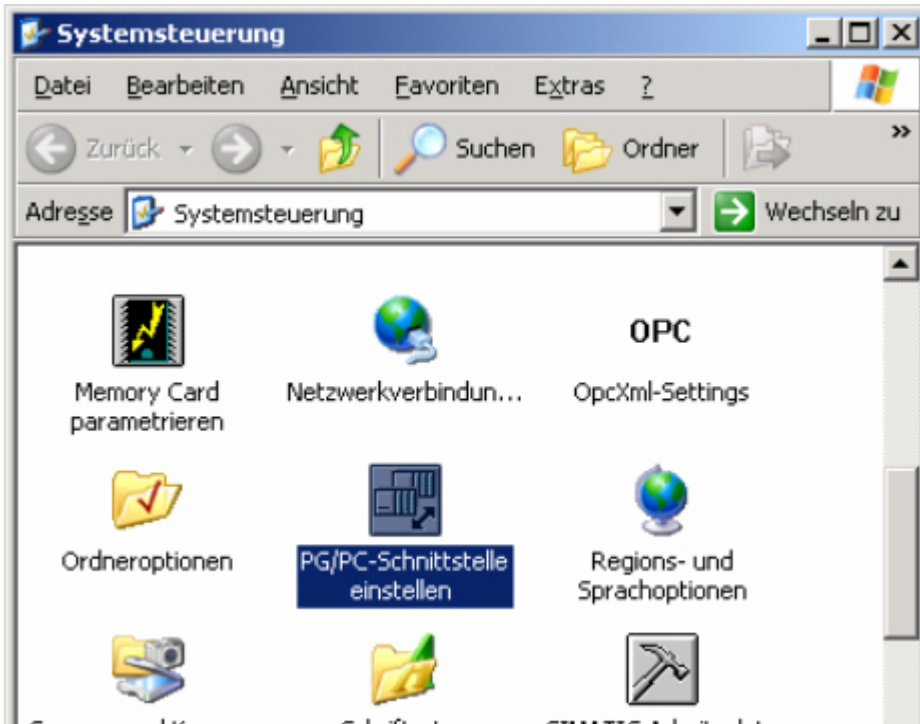 Systemsteuerung
Datei Bearbeiten Ansicht Favoriten Extras ?
Zurück Suchen Ordner »
Adresse Systemsteuerung Wechseln zu
OPC
Memory Card parametrieren
Netzwerkverbindun...
OpcXml-Settings
Ordneroptionen
PG/PC-Schnittstelle einstellen
Regions- und Sprachoptionen